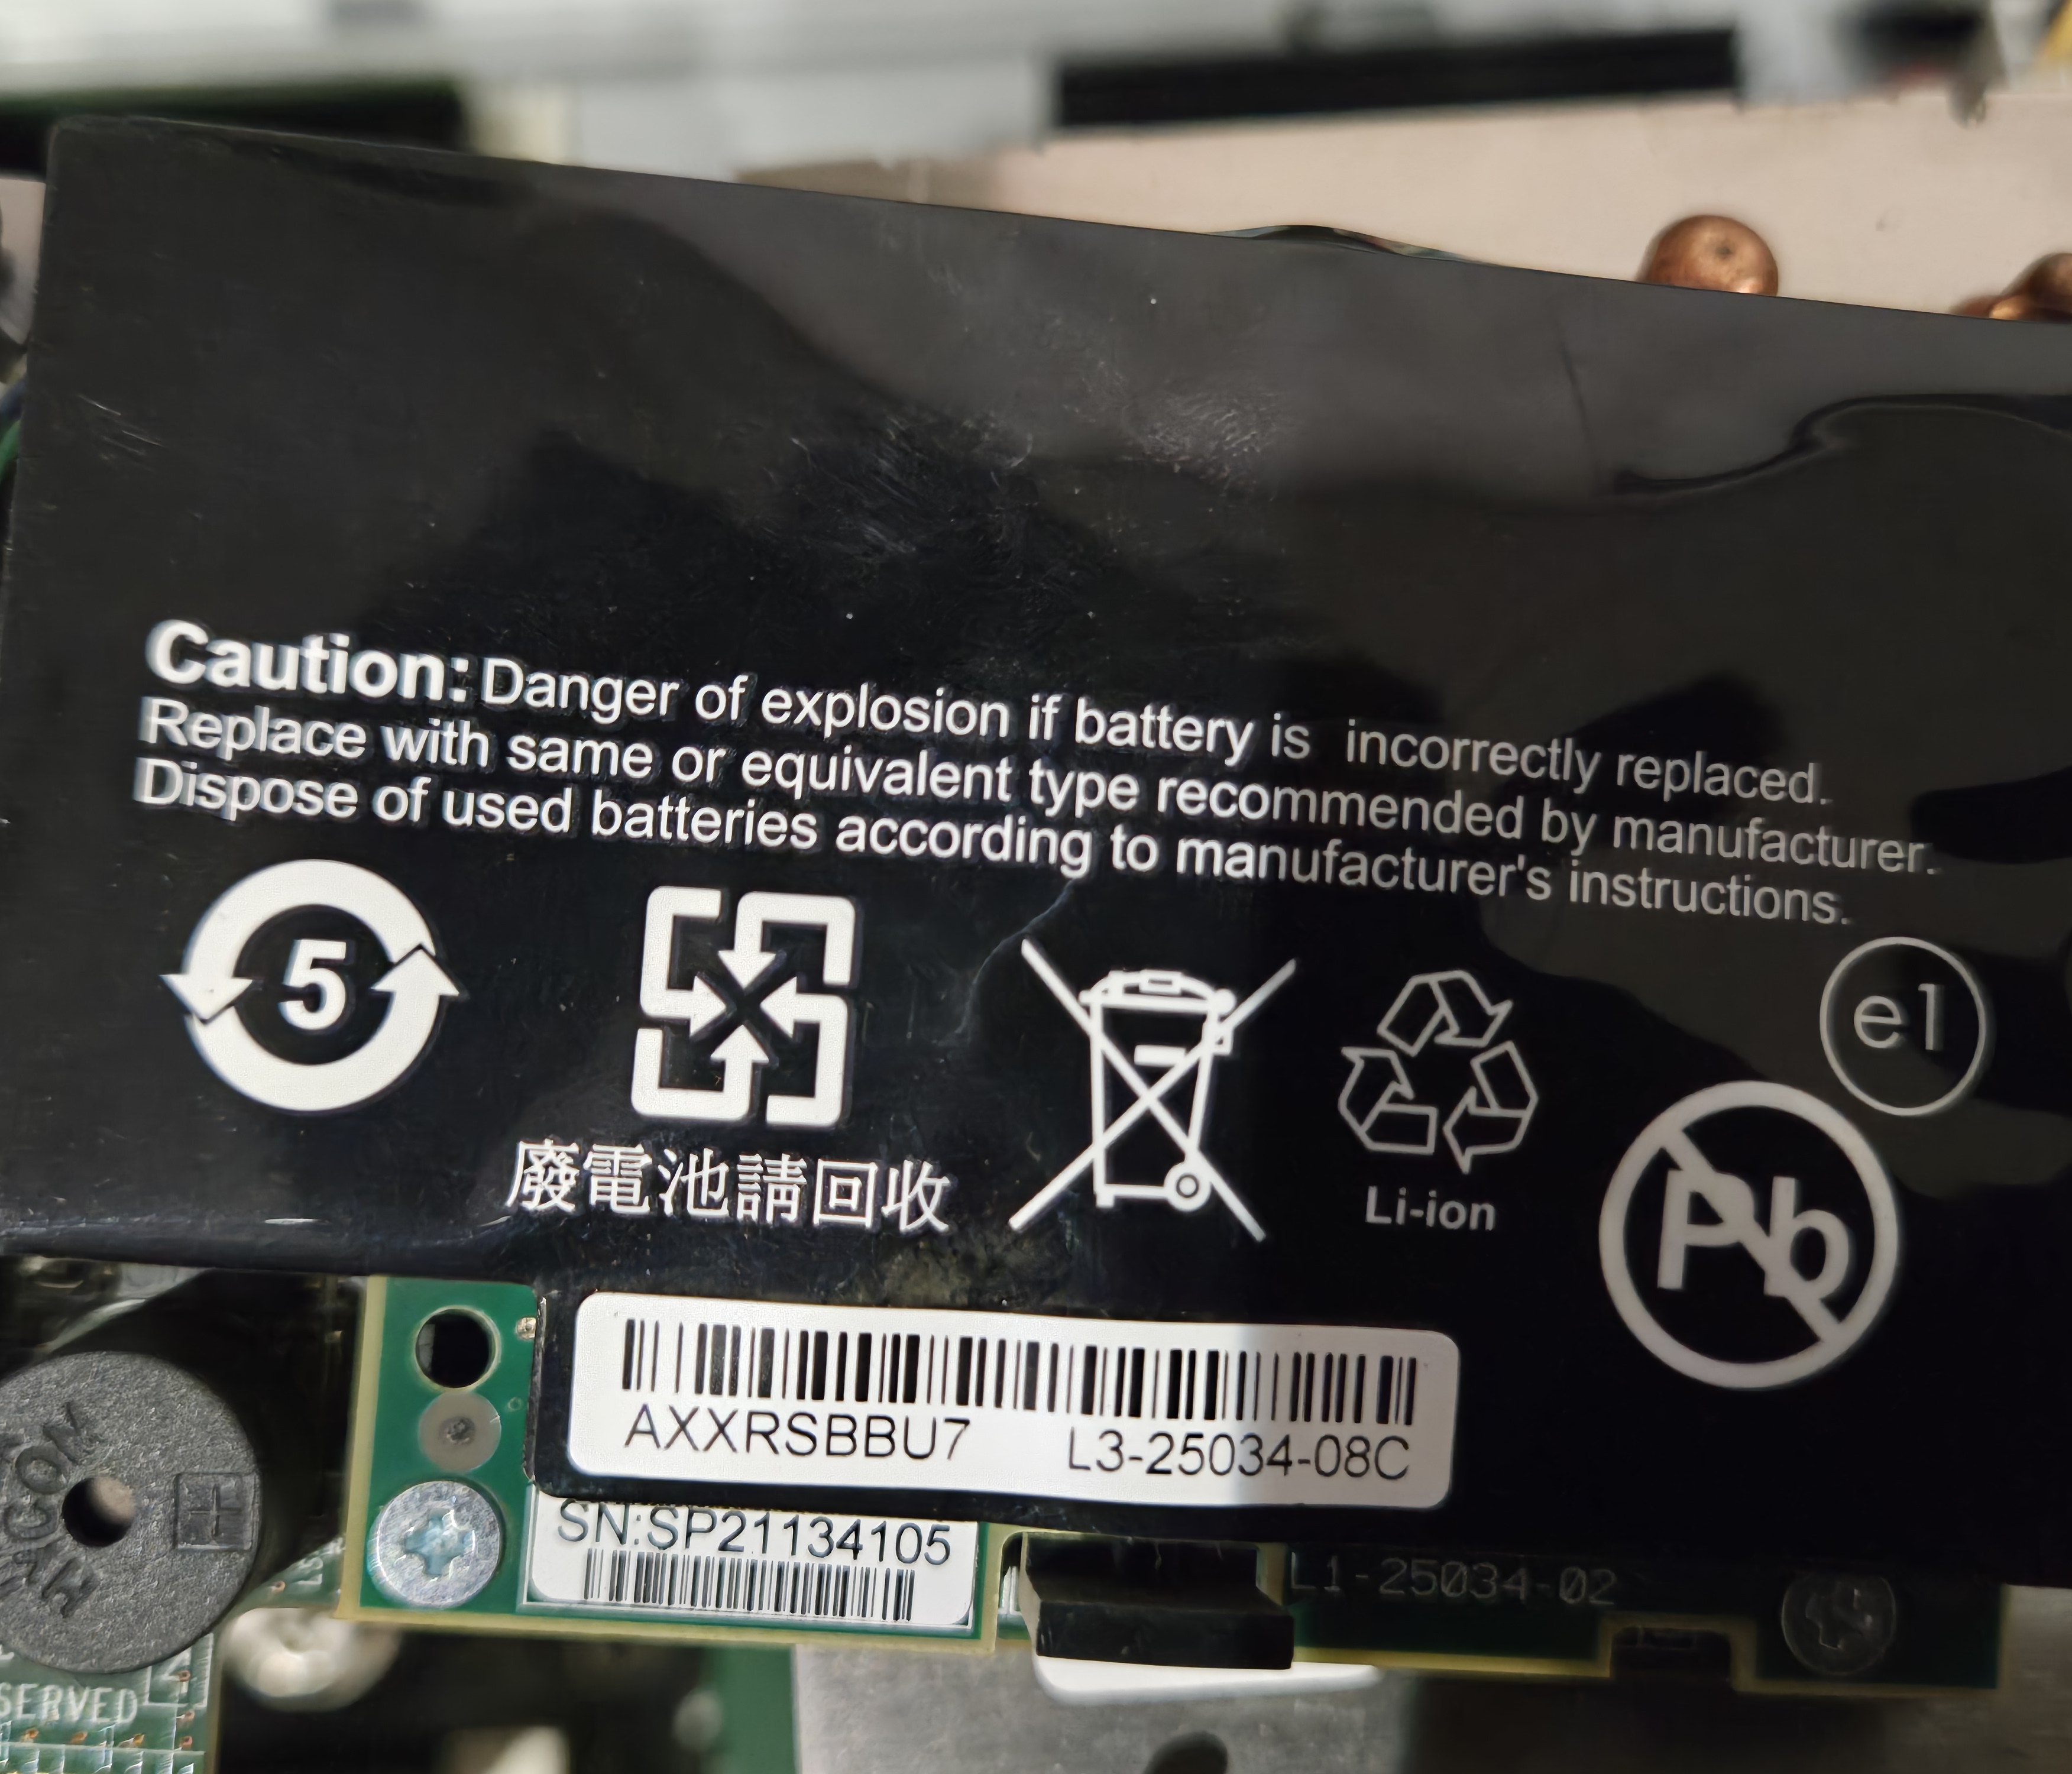 Caution: Danger of explosion if battery is incorrectly replaced.
Replace with same or equivalent type recommended by manufacturer.
Dispose of used batteries according to manufacturer's instructions.
5
e1
廢電池請回收
Li-ion
Pb
AXXRSBBU7 L3-25034-08C
SN:SP21134105
L1-25034-02
SERVED